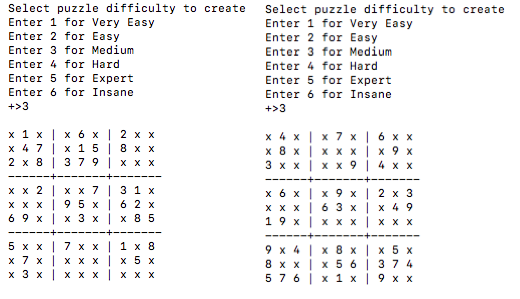 Select puzzle difficulty to create
Enter 1 for Very Easy
Enter 2 for Easy
Enter 3 for Medium
Enter 4 for Hard
Enter 5 for Expert
Enter 6 for Insane
+>3
x 1 x | x 6 x | 2 x x
x 4 7 | x 1 5 | 8 x x
2 x 8 | 3 7 9 | x x x
------+-------+-------
x x 2 | x x 7 | 3 1 x
x x x | 9 5 x | 6 2 x
6 9 x | x 3 x | x 8 5
------+-------+-------
5 x x | 7 x x | 1 x 8
x 7 x | x x x | x 5 x
x 3 x | x x x | x x x
Select puzzle difficulty to create
Enter 1 for Very Easy
Enter 2 for Easy
Enter 3 for Medium
Enter 4 for Hard
Enter 5 for Expert
Enter 6 for Insane
+>3
x 4 x | x 7 x | 6 x x
x 8 x | x x x | x 9 x
3 x x | x x 9 | 4 x x
------+-------+-------
x 6 x | x 9 x | 2 x 3
x x x | 6 3 x | x 4 9
1 9 x | x x x | x x x
------+-------+-------
9 x 4 | x 8 x | x 5 x
8 x x | x 5 6 | 3 7 4
5 7 6 | x 1 x | 9 x x